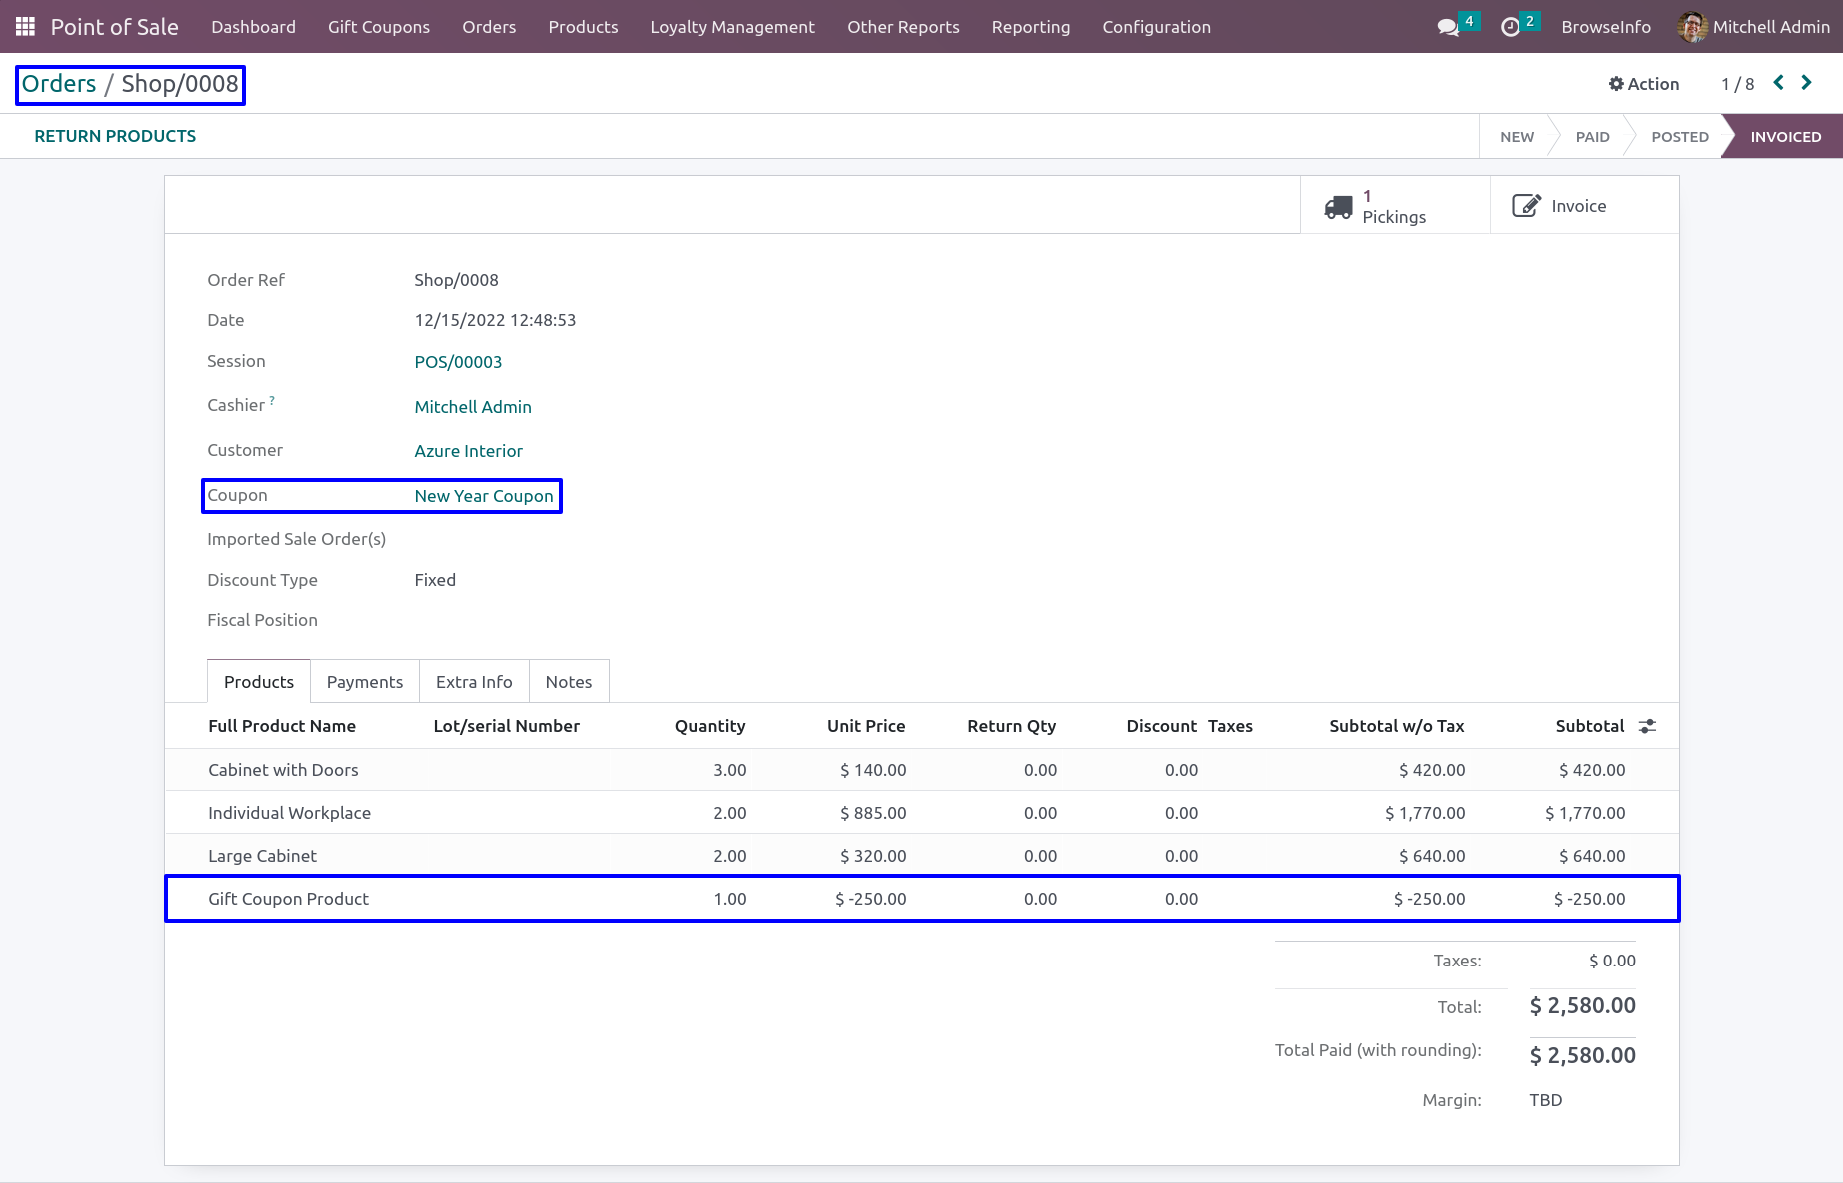 Point of Sale Dashboard Gift Coupons Orders Products Loyalty Management Other Reports Reporting Configuration 4 2 BrowseInfo Mitchell Admin
Orders / Shop/0008 Action 1 / 8
RETURN PRODUCTS NEW PAID POSTED INVOICED
1
Pickings
Invoice
Order Ref Shop/0008
Date 12/15/2022 12:48:53
Session POS/00003
Cashier ? Mitchell Admin
Customer Azure Interior
Coupon New Year Coupon
Imported Sale Order(s)
Discount Type Fixed
Fiscal Position
Products Payments Extra Info Notes
Full Product Name Lot/serial Number Quantity Unit Price Return Qty Discount Taxes Subtotal w/o Tax Subtotal
Cabinet with Doors 3.00 $ 140.00 0.00 0.00 $ 420.00 $ 420.00
Individual Workplace 2.00 $ 885.00 0.00 0.00 $ 1,770.00 $ 1,770.00
Large Cabinet 2.00 $ 320.00 0.00 0.00 $ 640.00 $ 640.00
Gift Coupon Product 1.00 $ -250.00 0.00 0.00 $ -250.00 $ -250.00
Taxes: $ 0.00
Total: $ 2,580.00
Total Paid (with rounding): $ 2,580.00
Margin: TBD